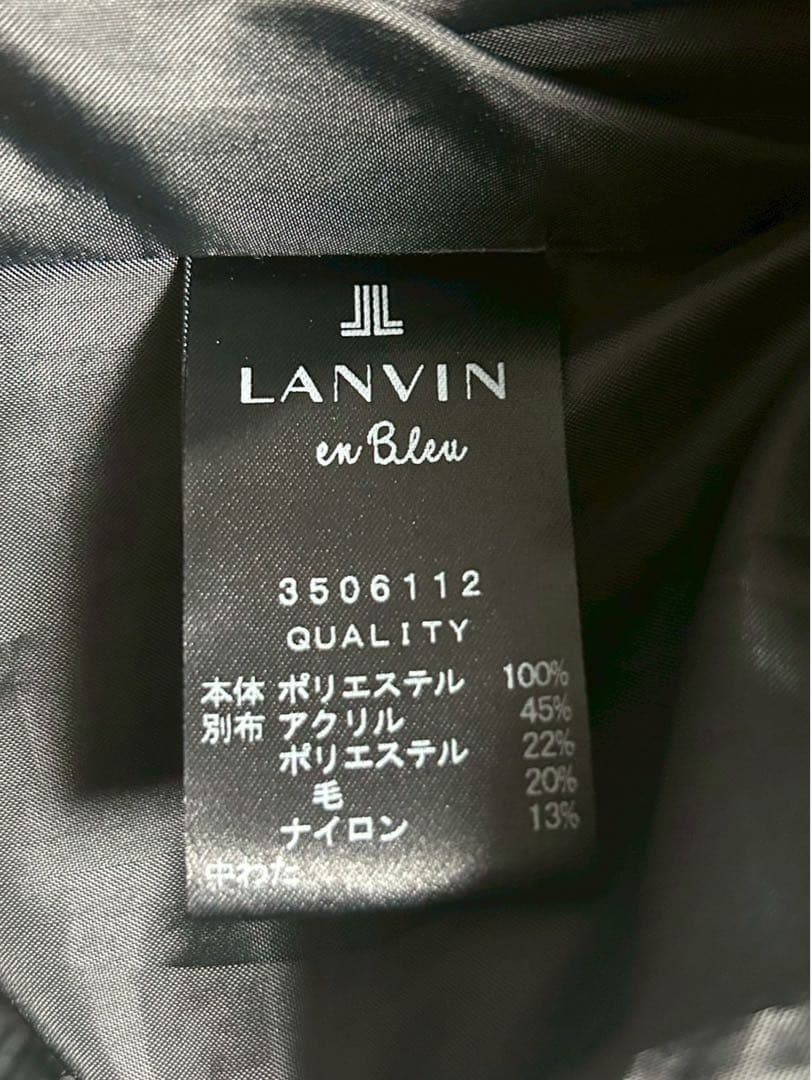 LANVIN
en Bleu
3506112
QUALITY
本体 ポリエステル 100%
別布 アクリル 45%
ポリエステル 22%
毛 20%
ナイロン 13%
中わた